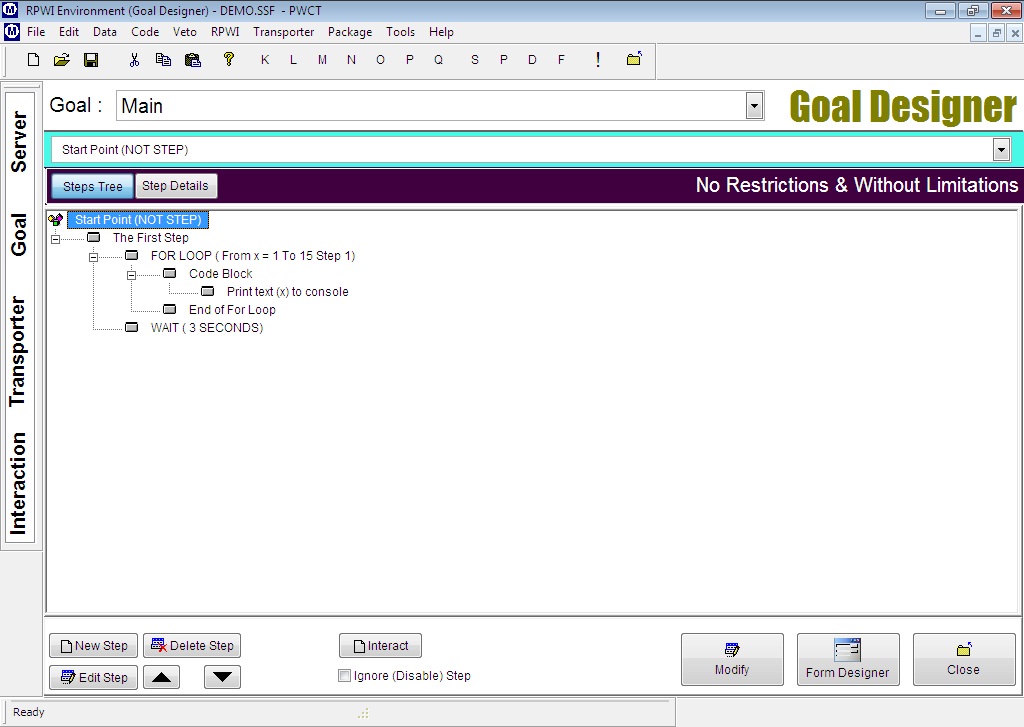 RPWI Environment (Goal Designer) - DEMO.SSF - PWCT
File Edit Data Code Veto RPWI Transporter Package Tools Help
K L M N O P Q S P D F !
Server
Goal
Transporter
Interaction
Goal : Main
Goal Designer
Start Point (NOT STEP)
Steps Tree Step Details No Restrictions & Without Limitations
Start Point (NOT STEP)
The First Step
FOR LOOP ( From x = 1 To 15 Step 1)
Code Block
Print text (x) to console
End of For Loop
WAIT ( 3 SECONDS)
New Step Delete Step Interact
Edit Step Ignore (Disable) Step
Modify Form Designer Close
Ready